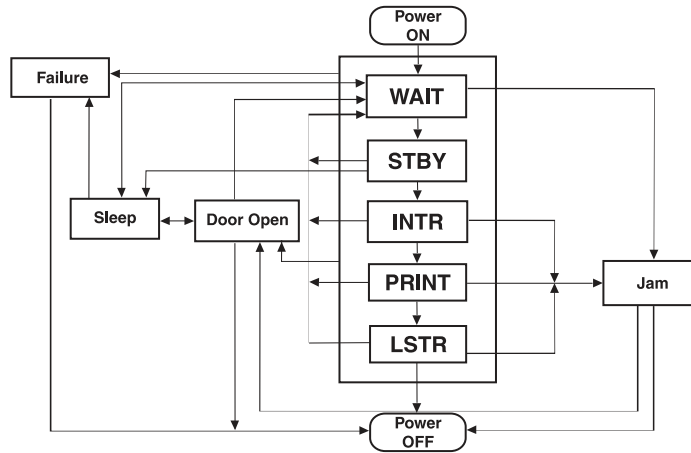 Power
ON
Failure
WAIT
STBY
Sleep
Door Open
INTR
PRINT
Jam
LSTR
Power
OFF